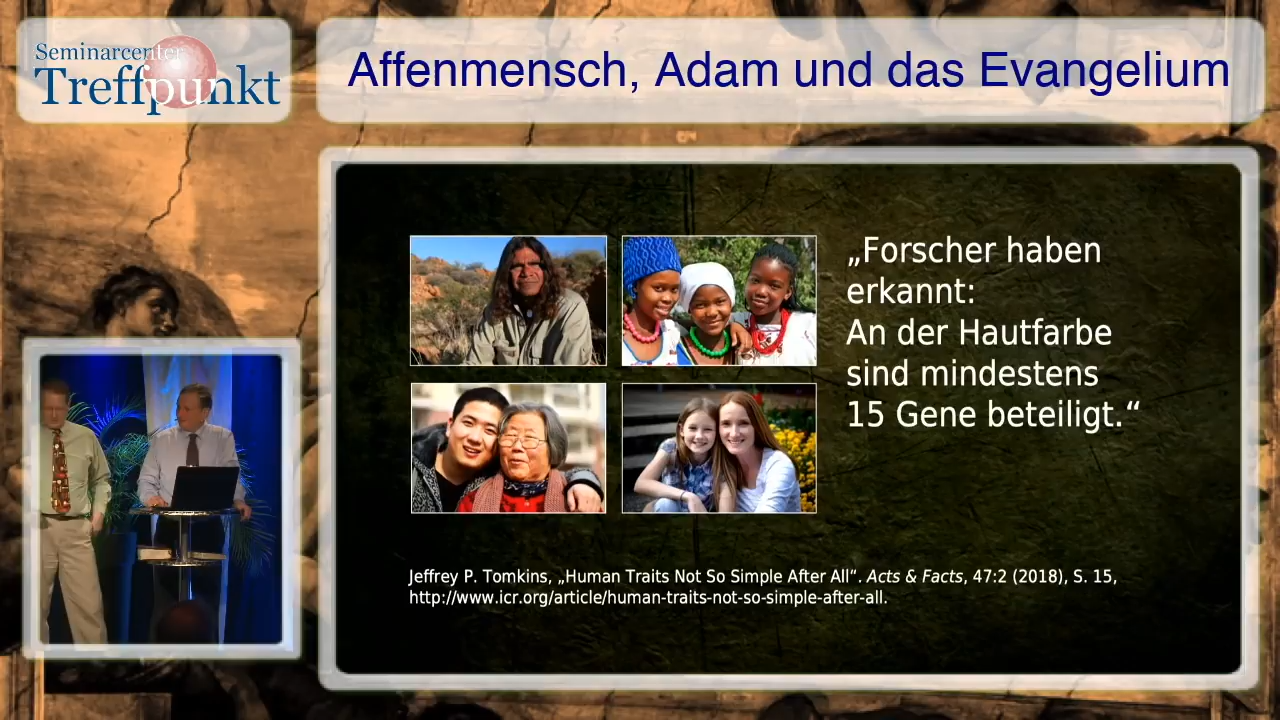 Seminarcenter
Treffpunkt
Affenmensch, Adam und das Evangelium
„Forscher haben
erkannt:
An der Hautfarbe
sind mindestens
15 Gene beteiligt.“
Jeffrey P. Tomkins, „Human Traits Not So Simple After All“. Acts & Facts, 47:2 (2018), S. 15,
http://www.icr.org/article/human-traits-not-so-simple-after-all.